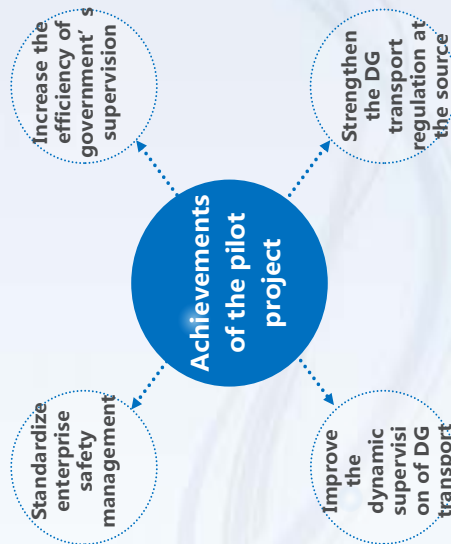 Standardize
enterprise
safety
management
Increase the
efficiency of
government’ s
supervision
Achievements
of the pilot
project
Improve
the
dynamic
supervisi
on of DG
transport
Strengthen
the DG
transport
regulation at
the source